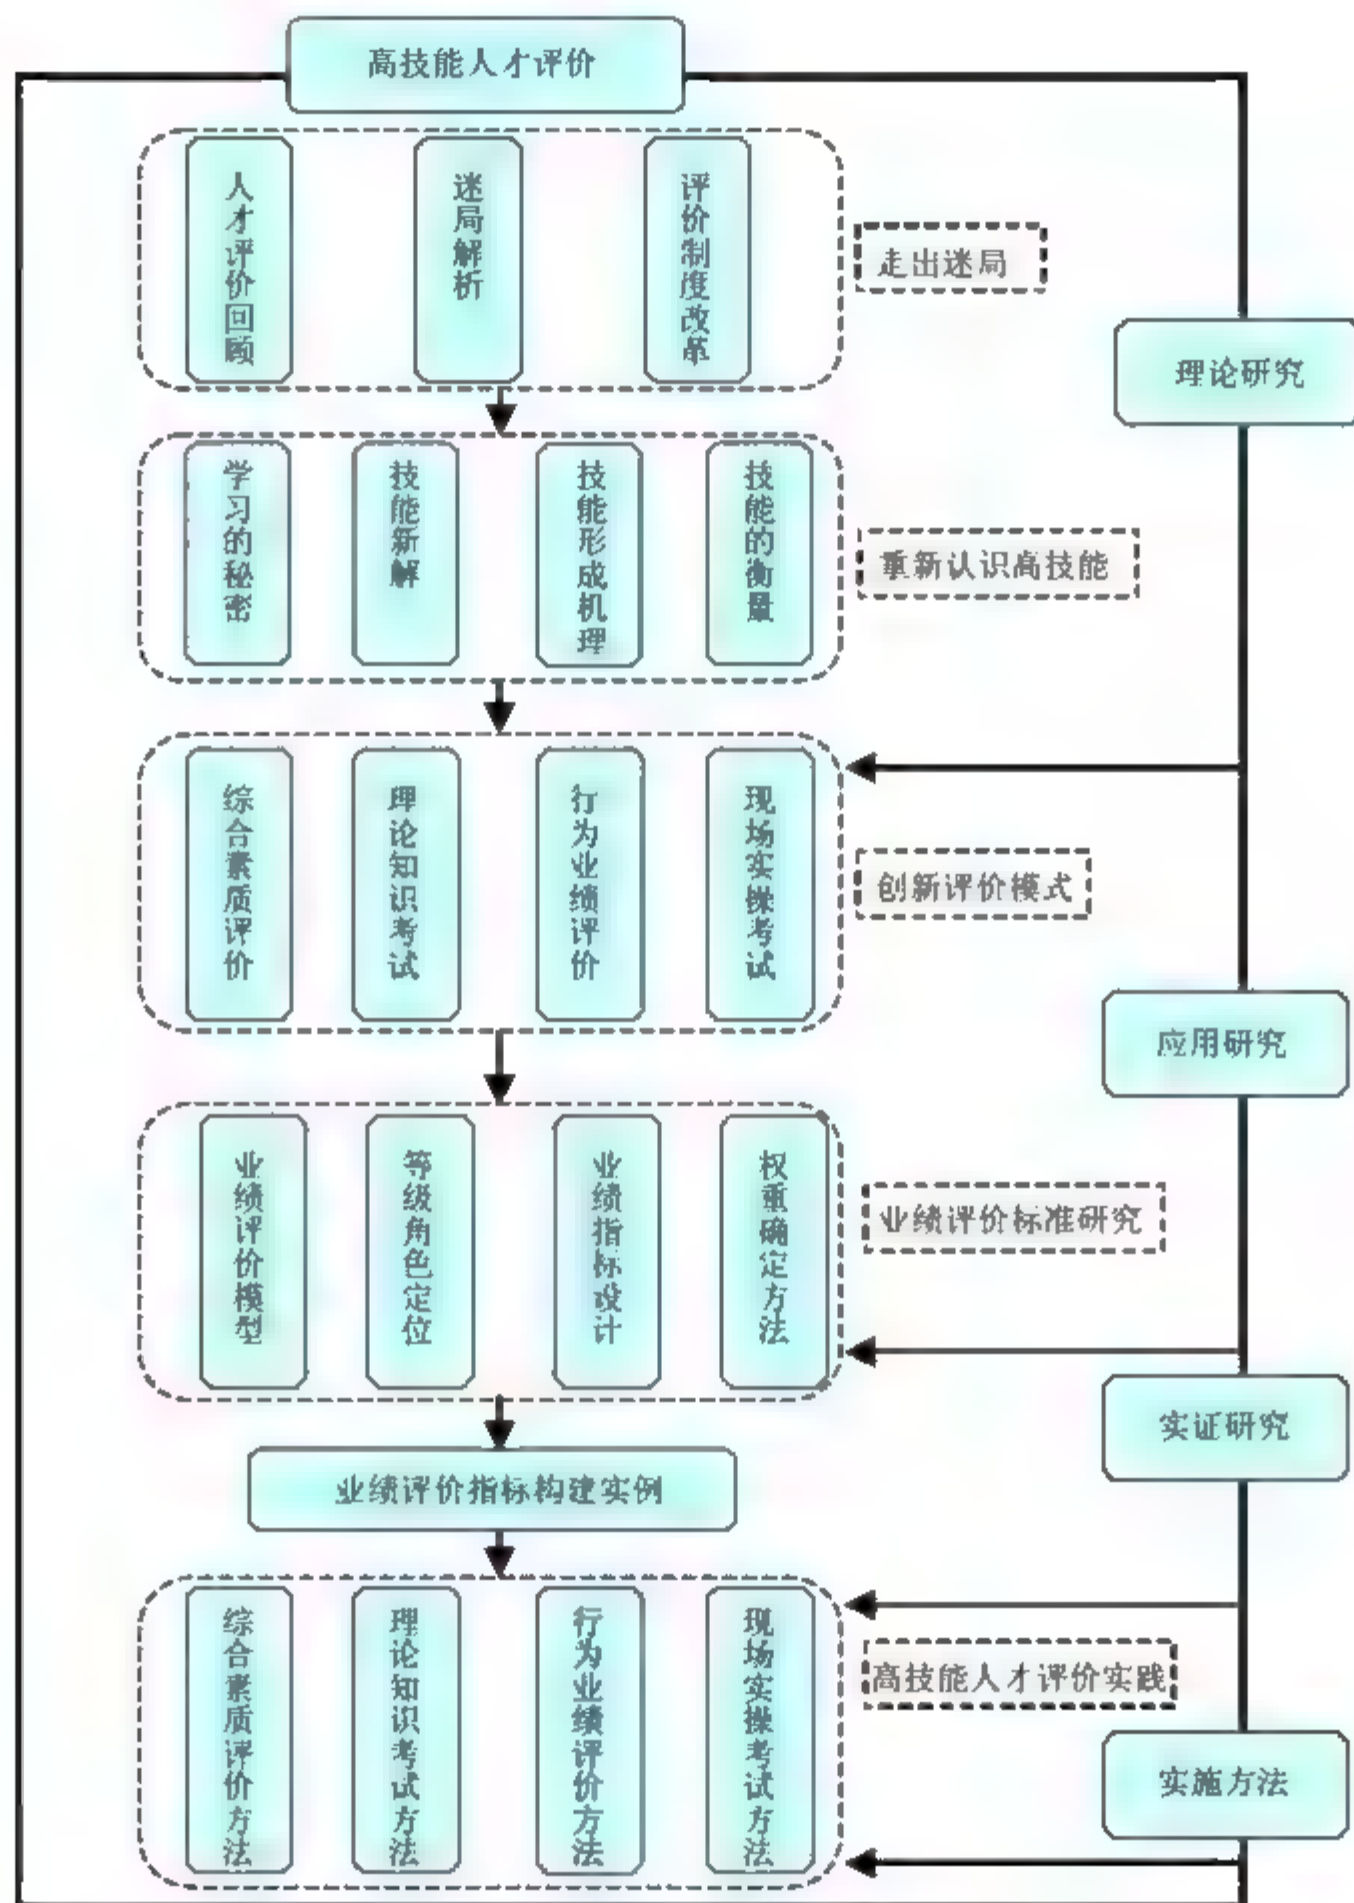 高技能人才评价
人才评价回顾
迷局解析
评价制度改革
走出迷局
理论研究
学习的秘密
技能新解
技能形成机理
技能的衡量
重新认识高技能
综合素质评价
理论知识考试
行为业绩评价
现场实操考试
创新评价模式
应用研究
业绩评价模型
等级角色定位
业绩指标设计
权重确定方法
业绩评价标准研究
实证研究
业绩评价指标构建实例
综合素质评价方法
理论知识考试方法
行为业绩评价方法
现场实操考试方法
高技能人才评价实践
实施方法